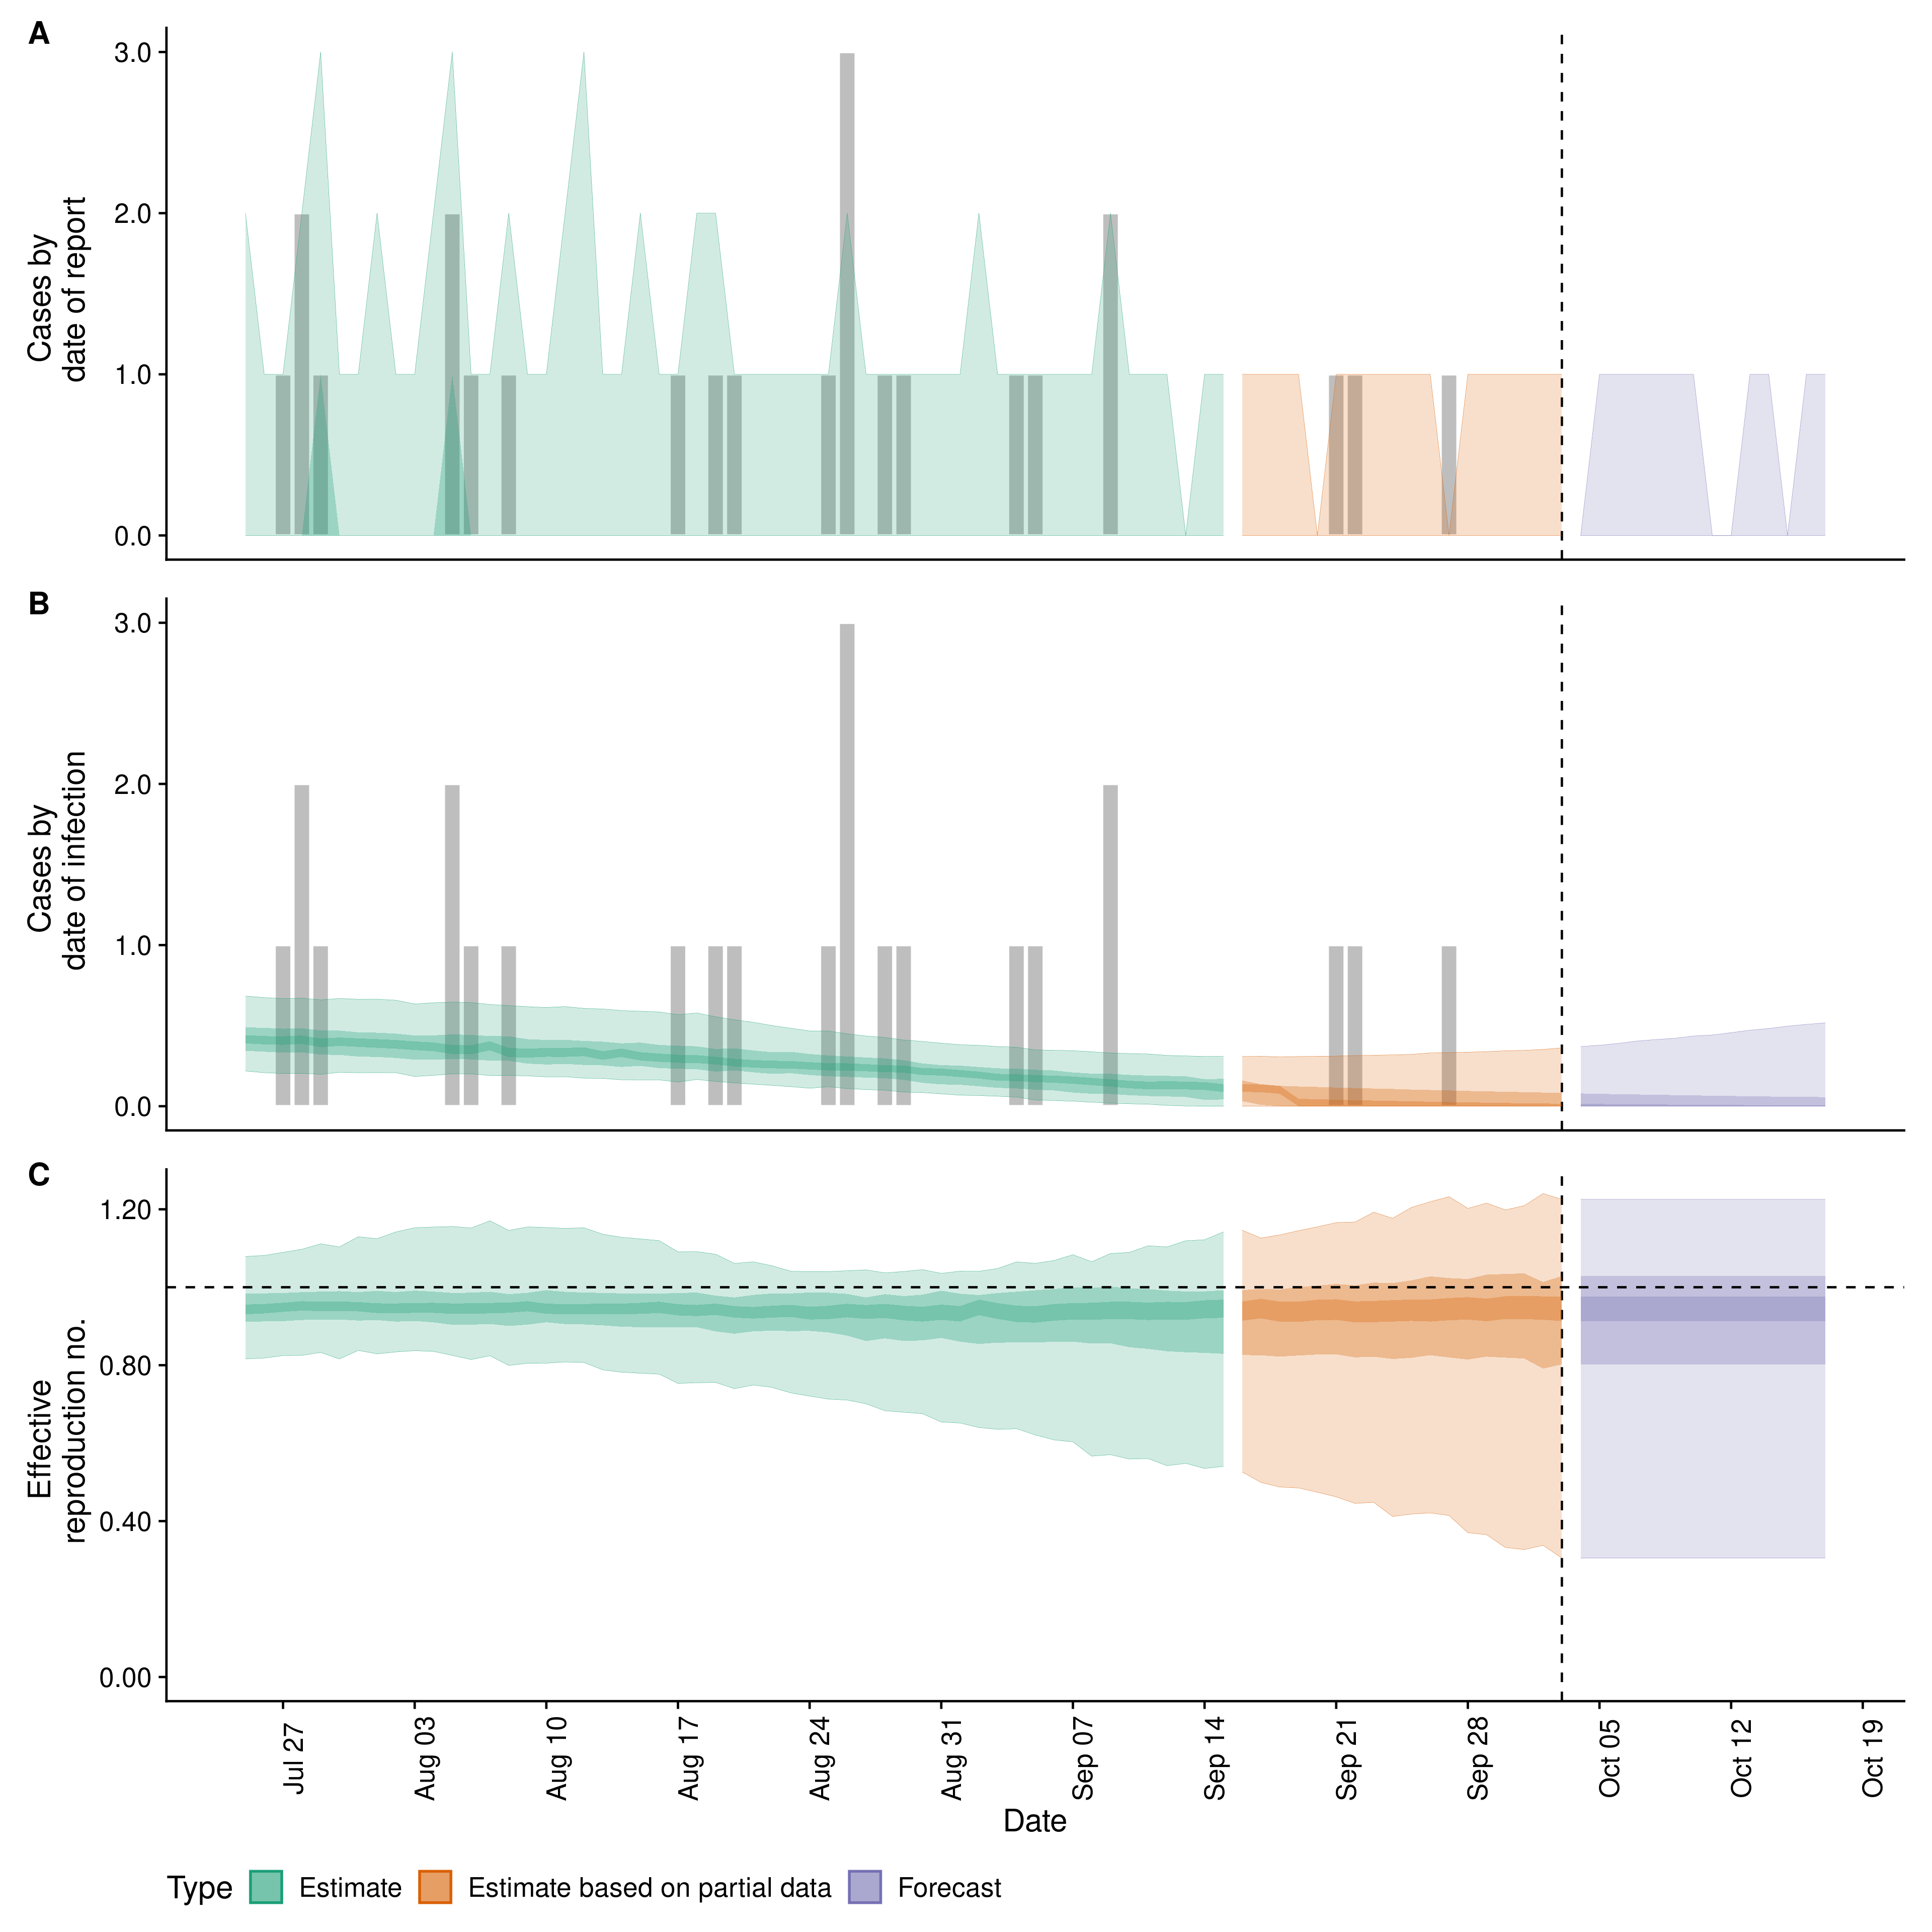 A
3.0
2.0
1.0
0.0
Cases by
date of report
B
3.0
2.0
1.0
0.0
Cases by
date of infection
C
1.20
0.80
0.40
0.00
Effective
reproduction no.
Jul 27
Aug 03
Aug 10
Aug 17
Aug 24
Aug 31
Sep 07
Sep 14
Sep 21
Sep 28
Oct 05
Oct 12
Oct 19
Date
Type Estimate Estimate based on partial data Forecast